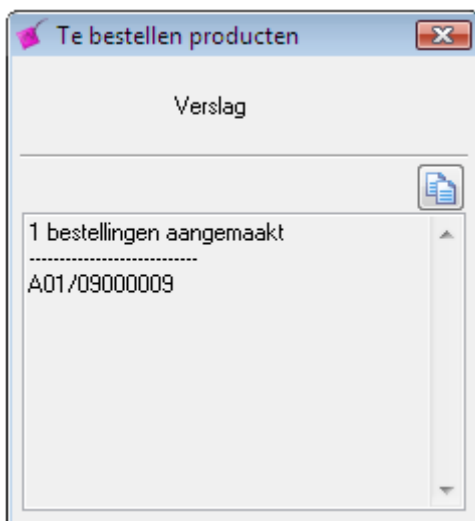 Te bestellen producten
Verslag
1 bestellingen aangemaakt
----------------------------
A01/09000009